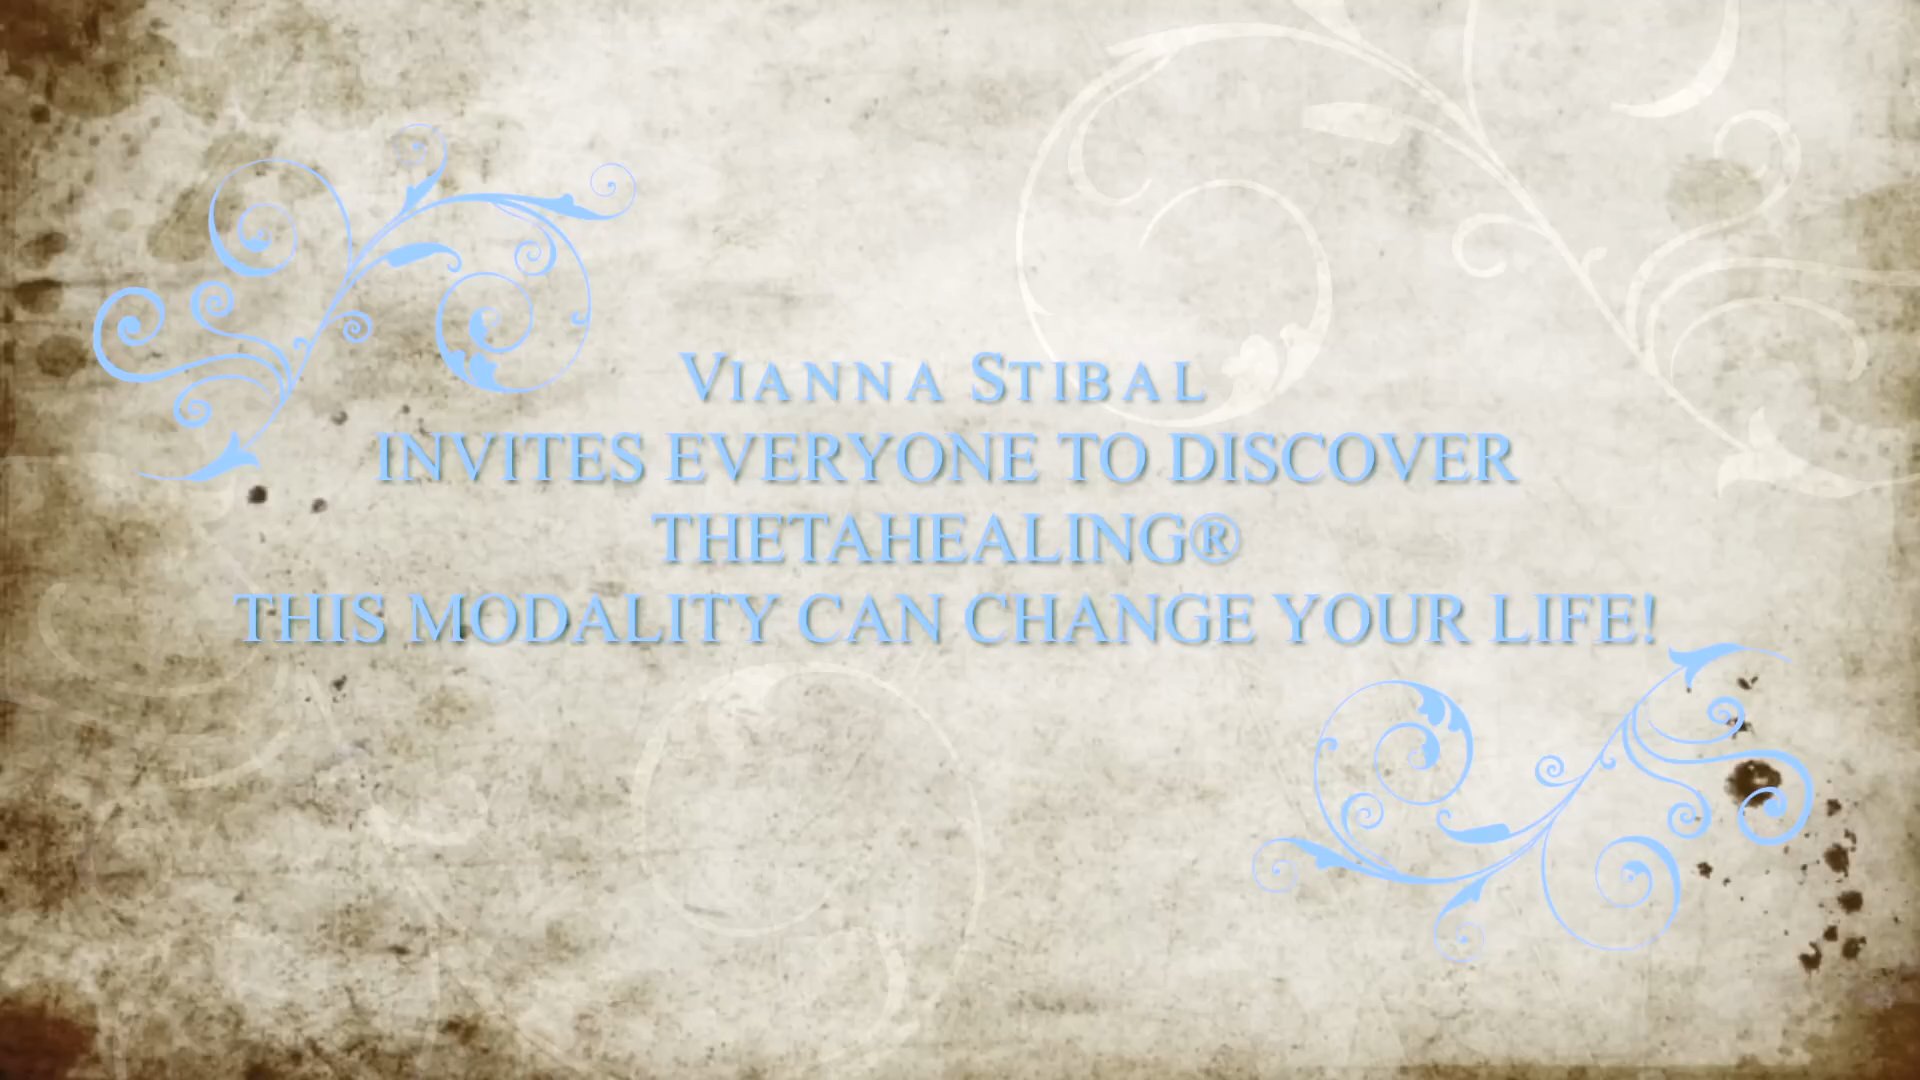 Vianna Stibal
INVITES EVERYONE TO DISCOVER
THETAHEALING®
THIS MODALITY CAN CHANGE YOUR LIFE!